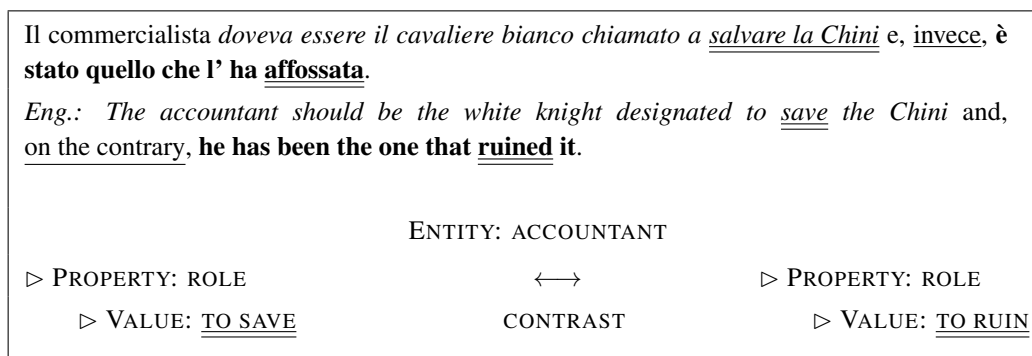 Il commercialista doveva essere il cavaliere bianco chiamato a salvare la Chini e, invece, è
stato quello che l’ ha affossata.
Eng.: The accountant should be the white knight designated to save the Chini and,
on the contrary, he has been the one that ruined it.
ENTITY: ACCOUNTANT
▷ PROPERTY: ROLE ⟷ ▷ PROPERTY: ROLE
▷ VALUE: TO SAVE CONTRAST ▷ VALUE: TO RUIN